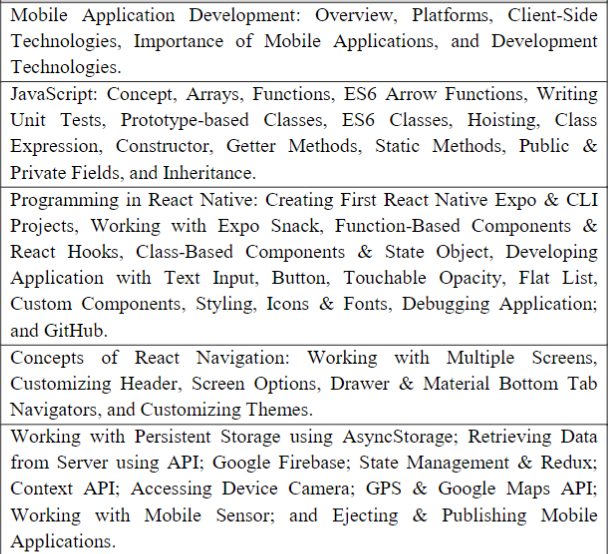 Mobile Application Development: Overview, Platforms, Client-Side
Technologies, Importance of Mobile Applications, and Development
Technologies.
JavaScript: Concept, Arrays, Functions, ES6 Arrow Functions, Writing
Unit Tests, Prototype-based Classes, ES6 Classes, Hoisting, Class
Expression, Constructor, Getter Methods, Static Methods, Public &
Private Fields, and Inheritance.
Programming in React Native: Creating First React Native Expo & CLI
Projects, Working with Expo Snack, Function-Based Components &
React Hooks, Class-Based Components & State Object, Developing
Application with Text Input, Button, Touchable Opacity, Flat List,
Custom Components, Styling, Icons & Fonts, Debugging Application;
and GitHub.
Concepts of React Navigation: Working with Multiple Screens,
Customizing Header, Screen Options, Drawer & Material Bottom Tab
Navigators, and Customizing Themes.
Working with Persistent Storage using AsyncStorage; Retrieving Data
from Server using API; Google Firebase; State Management & Redux;
Context API; Accessing Device Camera; GPS & Google Maps API;
Working with Mobile Sensor; and Ejecting & Publishing Mobile
Applications.